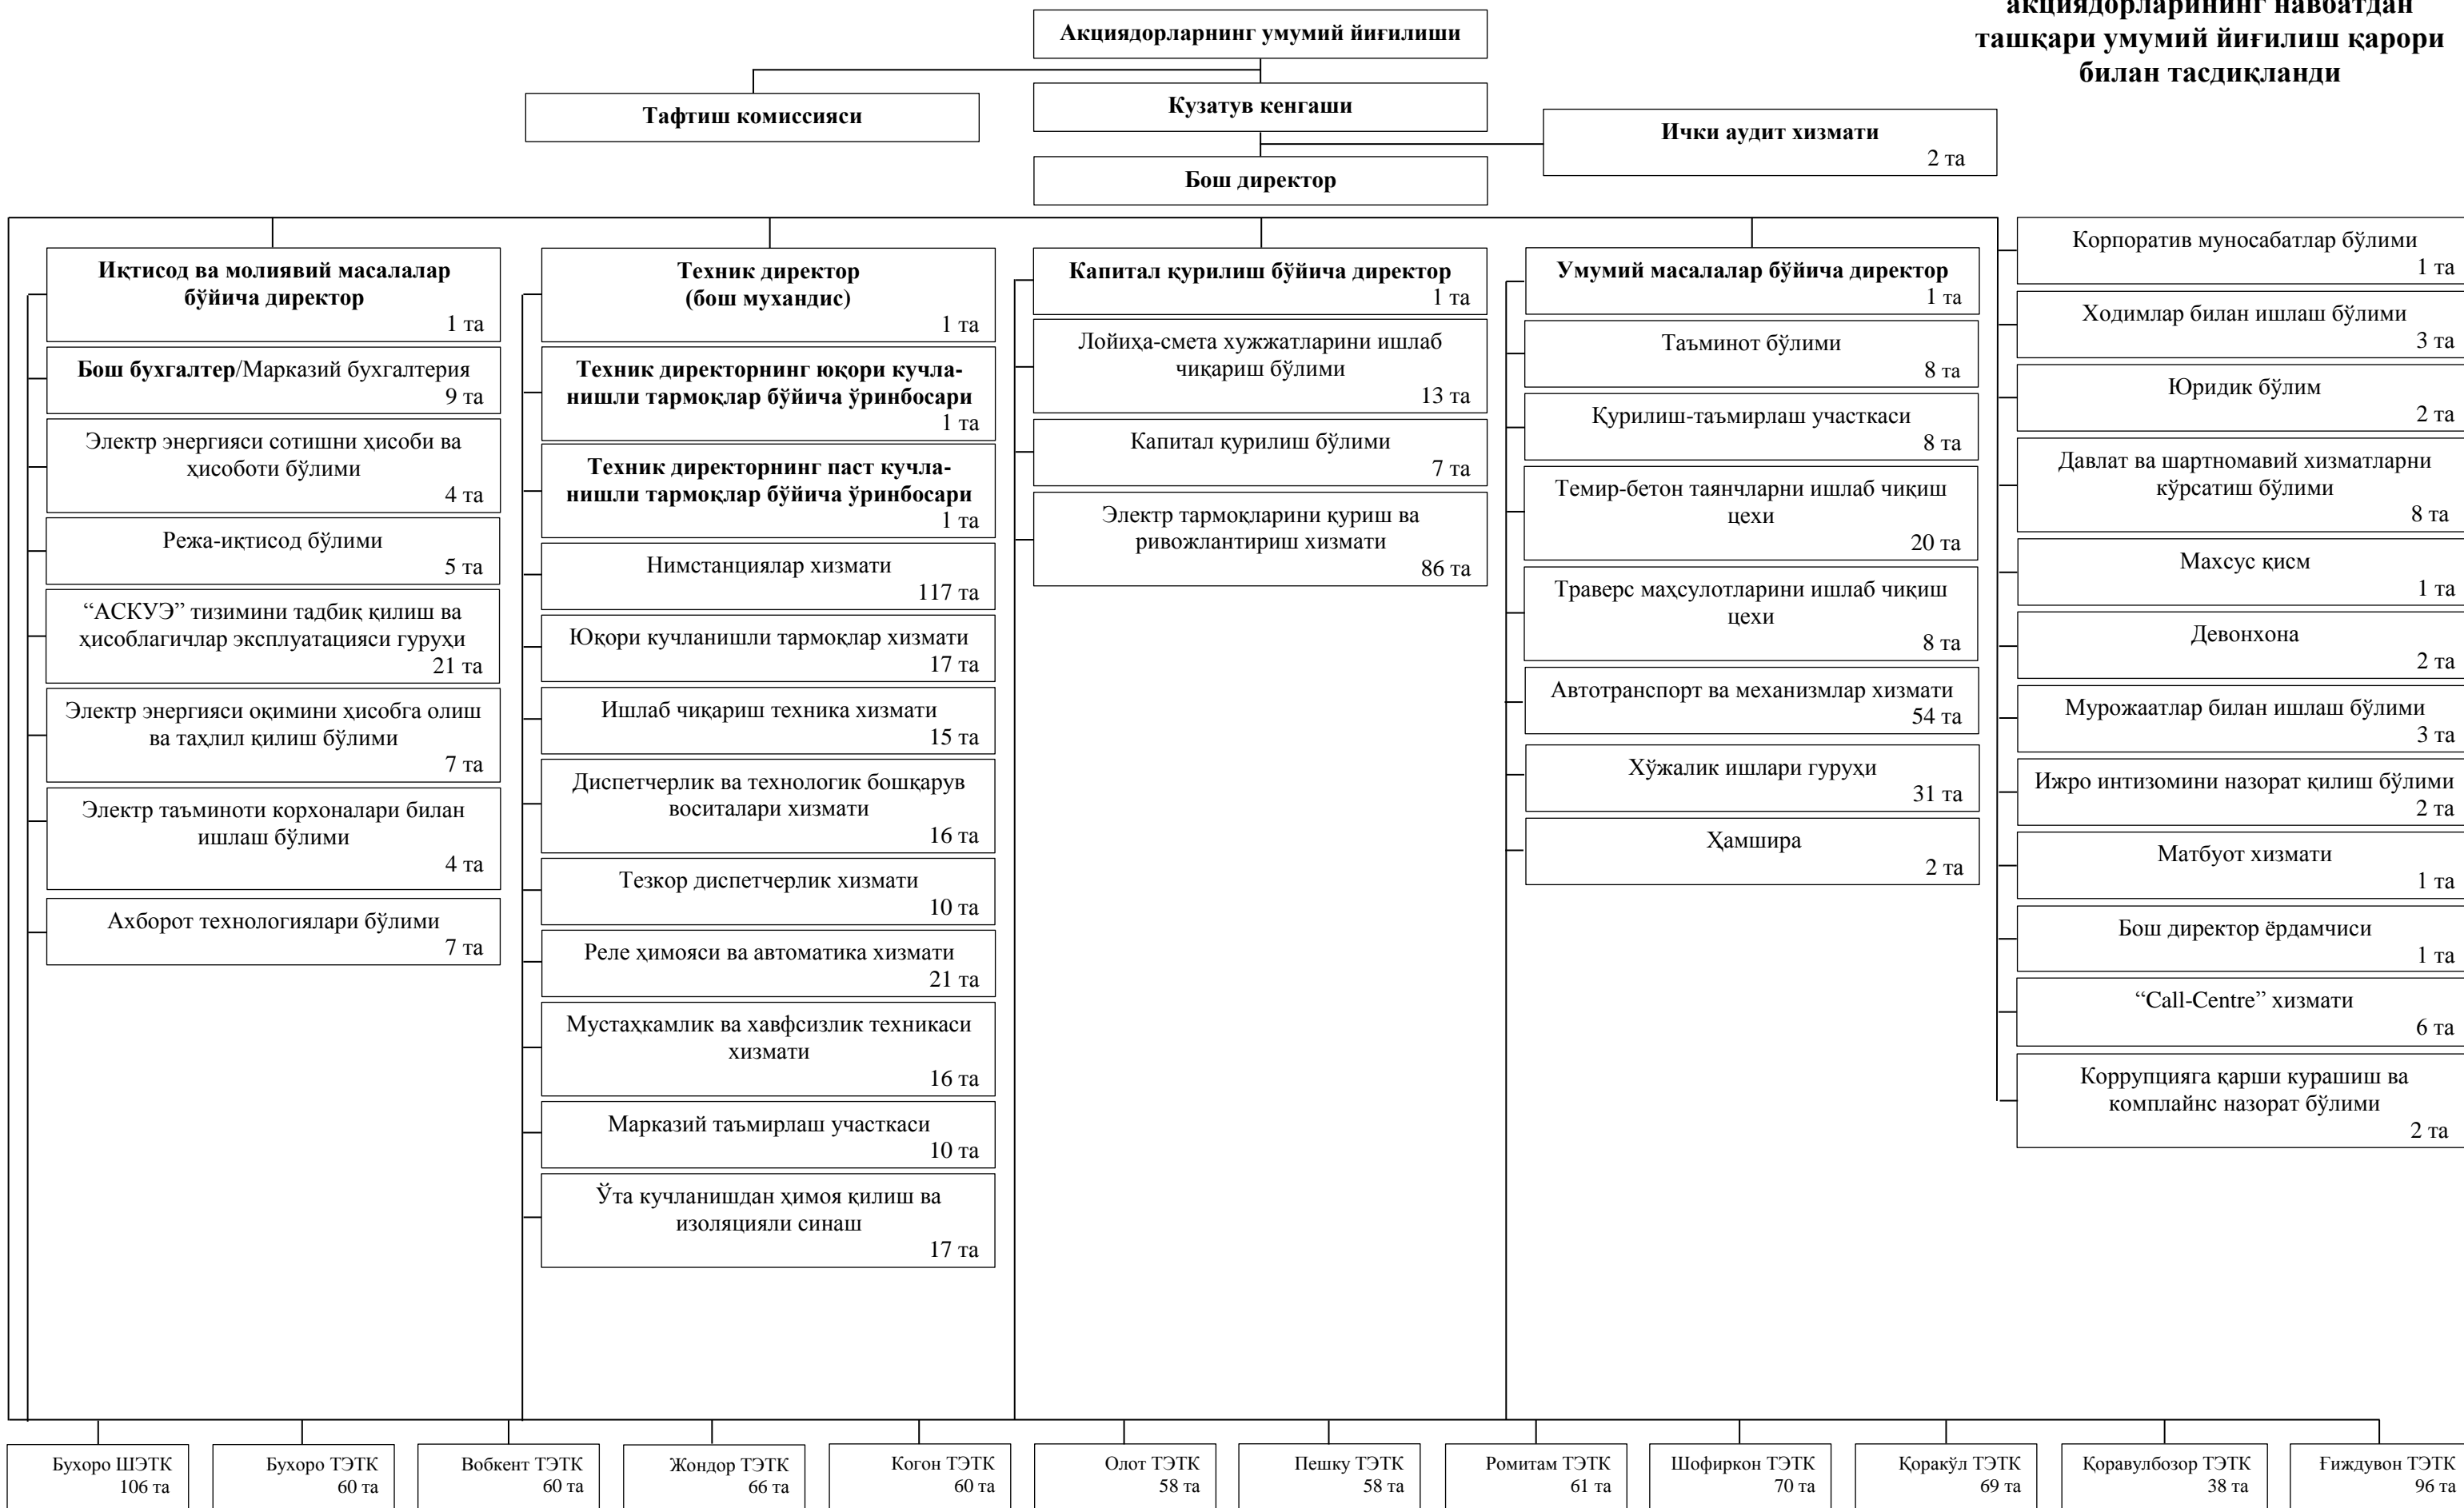 акциядорларининг навбатдан
ташқари умумий йиғилиш қарори
билан тасдиқланди
Акциядорларнинг умумий йиғилиши
Тафтиш комиссияси
Кузатув кенгаши
Ички аудит хизмати
2 та
Бош директор
Иқтисод ва молиявий масалалар
бўйича директор
1 та
Бош бухгалтер/Марказий бухгалтерия
9 та
Электр энергияси сотишни ҳисоби ва
ҳисоботи бўлими
4 та
Режа-иқтисод бўлими
5 та
“АСКУЭ” тизимини тадбиқ қилиш ва
ҳисоблагичлар эксплуатацияси гуруҳи
21 та
Электр энергияси оқимини ҳисобга олиш
ва таҳлил қилиш бўлими
7 та
Электр таъминоти корхоналари билан
ишлаш бўлими
4 та
Ахборот технологиялари бўлими
7 та
Техник директор
(бош мухандис)
1 та
Техник директорнинг юқори кучла-
нишли тармоқлар бўйича ўринбосари
1 та
Техник директорнинг паст кучла-
нишли тармоқлар бўйича ўринбосари
1 та
Нимстанциялар хизмати
117 та
Юқори кучланишли тармоқлар хизмати
17 та
Ишлаб чиқариш техника хизмати
15 та
Диспетчерлик ва технологик бошқарув
воситалари хизмати
16 та
Тезкор диспетчерлик хизмати
10 та
Реле ҳимояси ва автоматика хизмати
21 та
Мустаҳкамлик ва хавфсизлик техникаси
хизмати
16 та
Марказий таъмирлаш участкаси
10 та
Ўта кучланишдан ҳимоя қилиш ва
изоляцияли синаш
17 та
Капитал қурилиш бўйича директор
1 та
Лойиҳа-смета хужжатларини ишлаб
чиқариш бўлими
13 та
Капитал қурилиш бўлими
7 та
Электр тармоқларини қуриш ва
ривожлантириш хизмати
86 та
Умумий масалалар бўйича директор
1 та
Таъминот бўлими
8 та
Қурилиш-таъмирлаш участкаси
8 та
Темир-бетон таянчларни ишлаб чиқиш
цехи
20 та
Траверс маҳсулотларини ишлаб чиқиш
цехи
8 та
Автотранспорт ва механизмлар хизмати
54 та
Хўжалик ишлари гуруҳи
31 та
Ҳамшира
2 та
Корпоратив муносабатлар бўлими
1 та
Ходимлар билан ишлаш бўлими
3 та
Юридик бўлим
2 та
Давлат ва шартномавий хизматларни
кўрсатиш бўлими
8 та
Махсус қисм
1 та
Девонхона
2 та
Мурожаатлар билан ишлаш бўлими
3 та
Ижро интизомини назорат қилиш бўлими
2 та
Матбуот хизмати
1 та
Бош директор ёрдамчиси
1 та
“Call-Centre” хизмати
6 та
Коррупцияга қарши курашиш ва
комплайнс назорат бўлими
2 та
Бухоро ШЭТК
106 та
Бухоро ТЭТК
60 та
Вобкент ТЭТК
60 та
Жондор ТЭТК
66 та
Когон ТЭТК
60 та
Олот ТЭТК
58 та
Пешку ТЭТК
58 та
Ромитам ТЭТК
61 та
Шофиркон ТЭТК
70 та
Қоракўл ТЭТК
69 та
Қоравулбозор ТЭТК
38 та
Ғиждувон ТЭТК
96 та